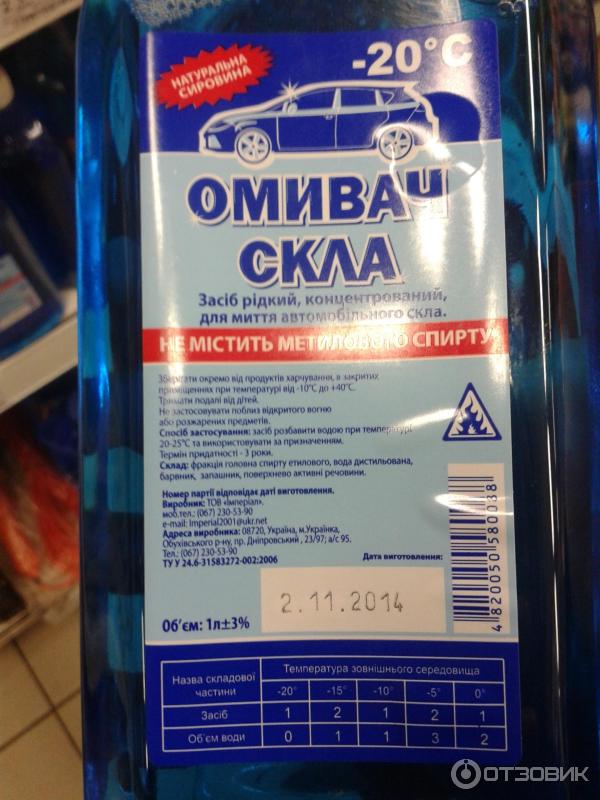 -20°C
НАТУРАЛЬНА
СИРОВИНА
ОМИВАЧ
СКЛА
Засіб рідкий, концентрований,
для миття автомобільного скла.
НЕ МІСТИТЬ МЕТИЛОВОГО СПИРТУ
Зберігати окремо від продуктів харчування, в закритих
приміщеннях при температурі від -10°С до +40°С.
Тримати подалі від дітей.
Не застосовувати поблиз відкритого вогню
або розжарених предметів.
Спосіб застосування: засіб розбавити водою при температурі
20-25°С та використовувати за призначенням.
Термін придатності - 3 роки.
Склад: фракція головна спирту етилового, вода дистильована,
барвник, запашник, поверхнево активні речовини.
Номер партії відповідає даті виготовлення.
Виробник: ТОВ «Імперіал».
моб.тел.: (067) 230-53-90
e-mail: Imperial2001@ukr.net
Адреса виробника: 08720, Україна, м.Українка,
Обухівського р-ну, пр. Дніпровський , 23/97; а/с 95.
Тел.: (067) 230-53-90
ТУ У 24.6-31583272-002:2006
Дата виготовлення:
2.11.2014
Об'єм: 1л±3%
4820050580038
Назва складової частини Температура зовнішнього середовища
-20° -15° -10° -5° 0°
Засіб 1 2 1 2 1
Об'єм води 0 1 1 3 2
ОТЗОВИК